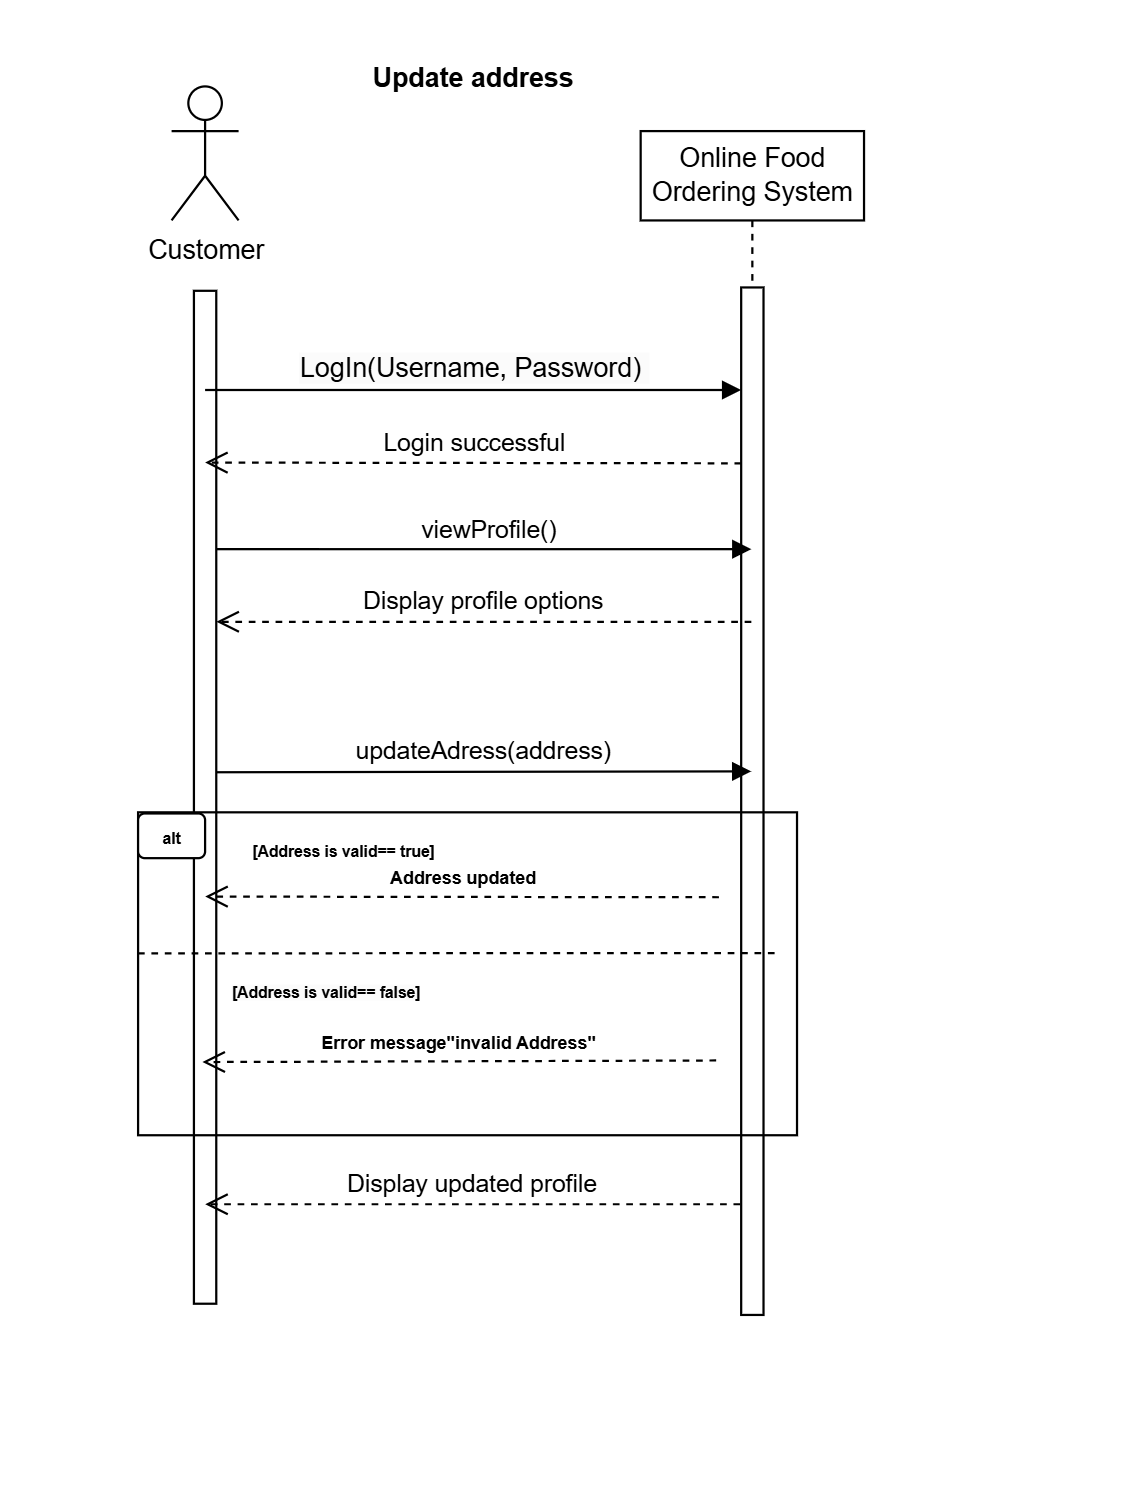 Update address
Online Food
Ordering System
Customer
LogIn(Username, Password)
Login successful
viewProfile()
Display profile options
updateAdress(address)
alt
[Address is valid== true]
Address updated
[Address is valid== false]
Error message"invalid Address"
Display updated profile